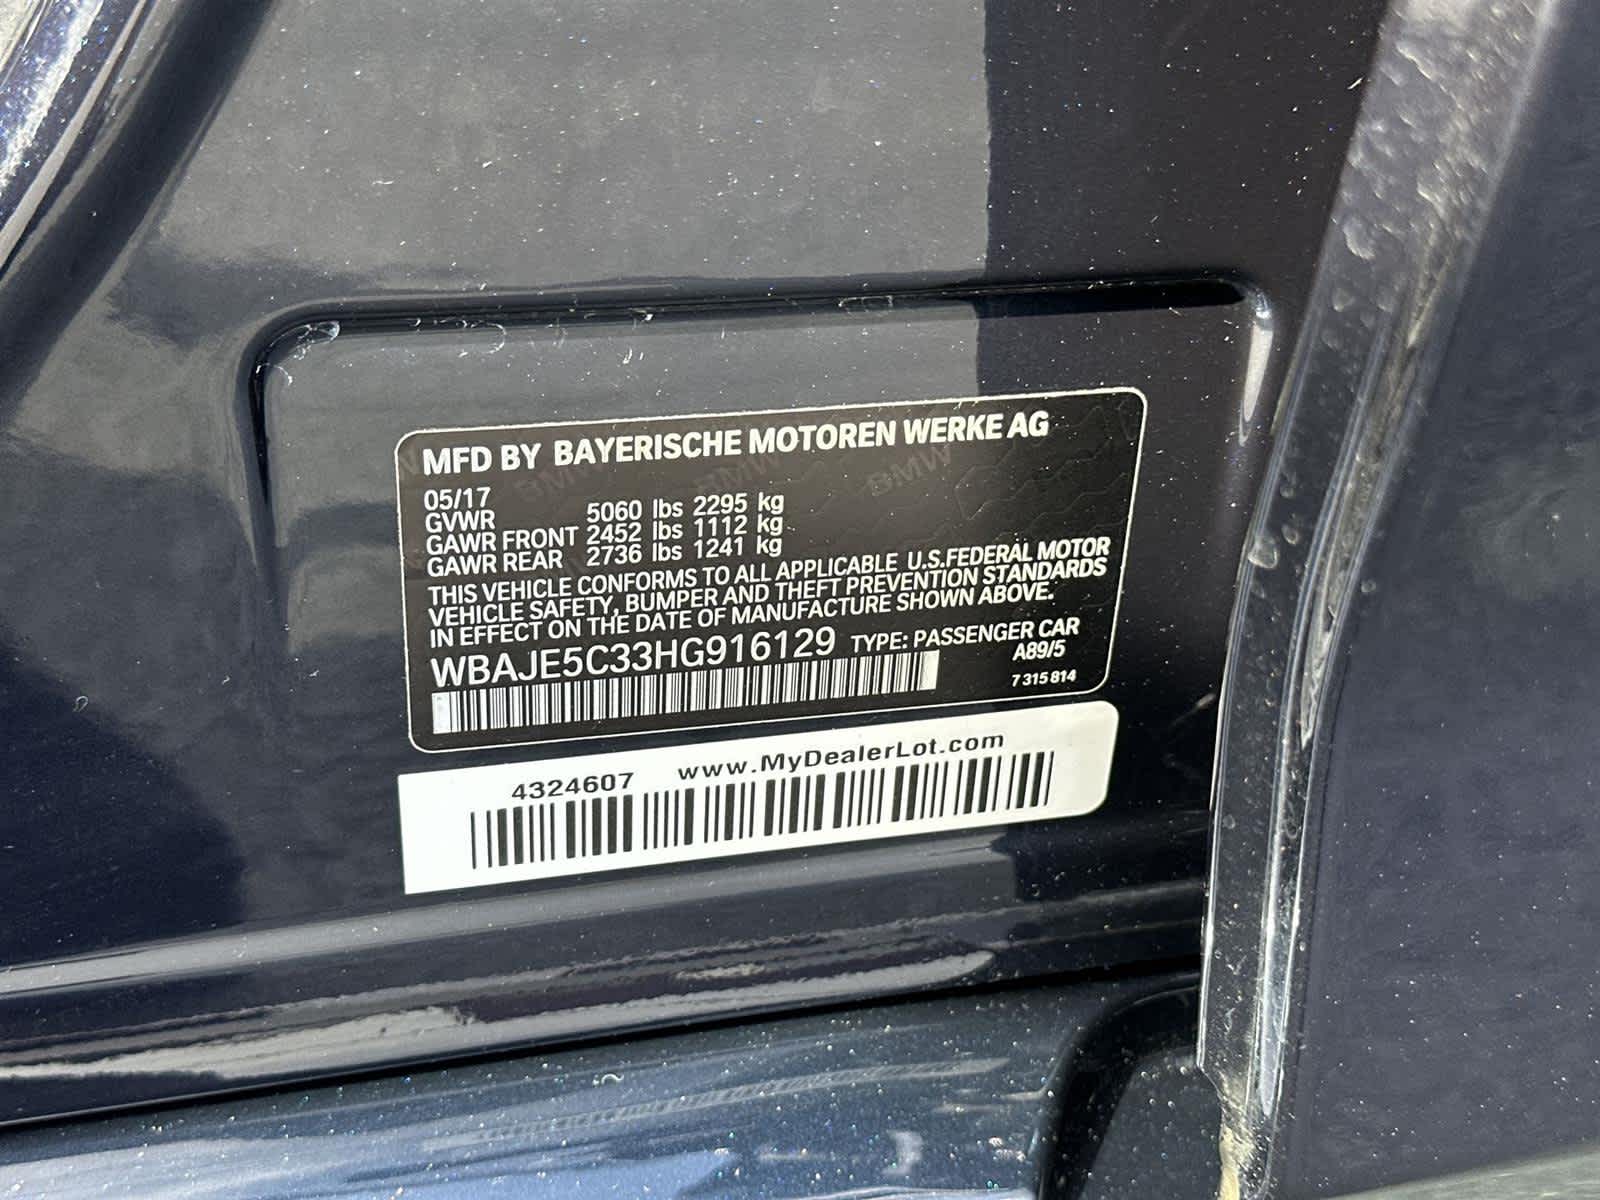 MFD BY BAYERISCHE MOTOREN WERKE AG
05/17
GVWR 5060 lbs 2295 kg
GAWR FRONT 2452 lbs 1112 kg
GAWR REAR 2736 lbs 1241 kg
THIS VEHICLE CONFORMS TO ALL APPLICABLE U.S.FEDERAL MOTOR
VEHICLE SAFETY, BUMPER AND THEFT PREVENTION STANDARDS
IN EFFECT ON THE DATE OF MANUFACTURE SHOWN ABOVE.
WBAJE5C33HG916129 TYPE: PASSENGER CAR
A89/5
7 315 814
4324607 www.MyDealerLot.com
BMW
BMW
BMW